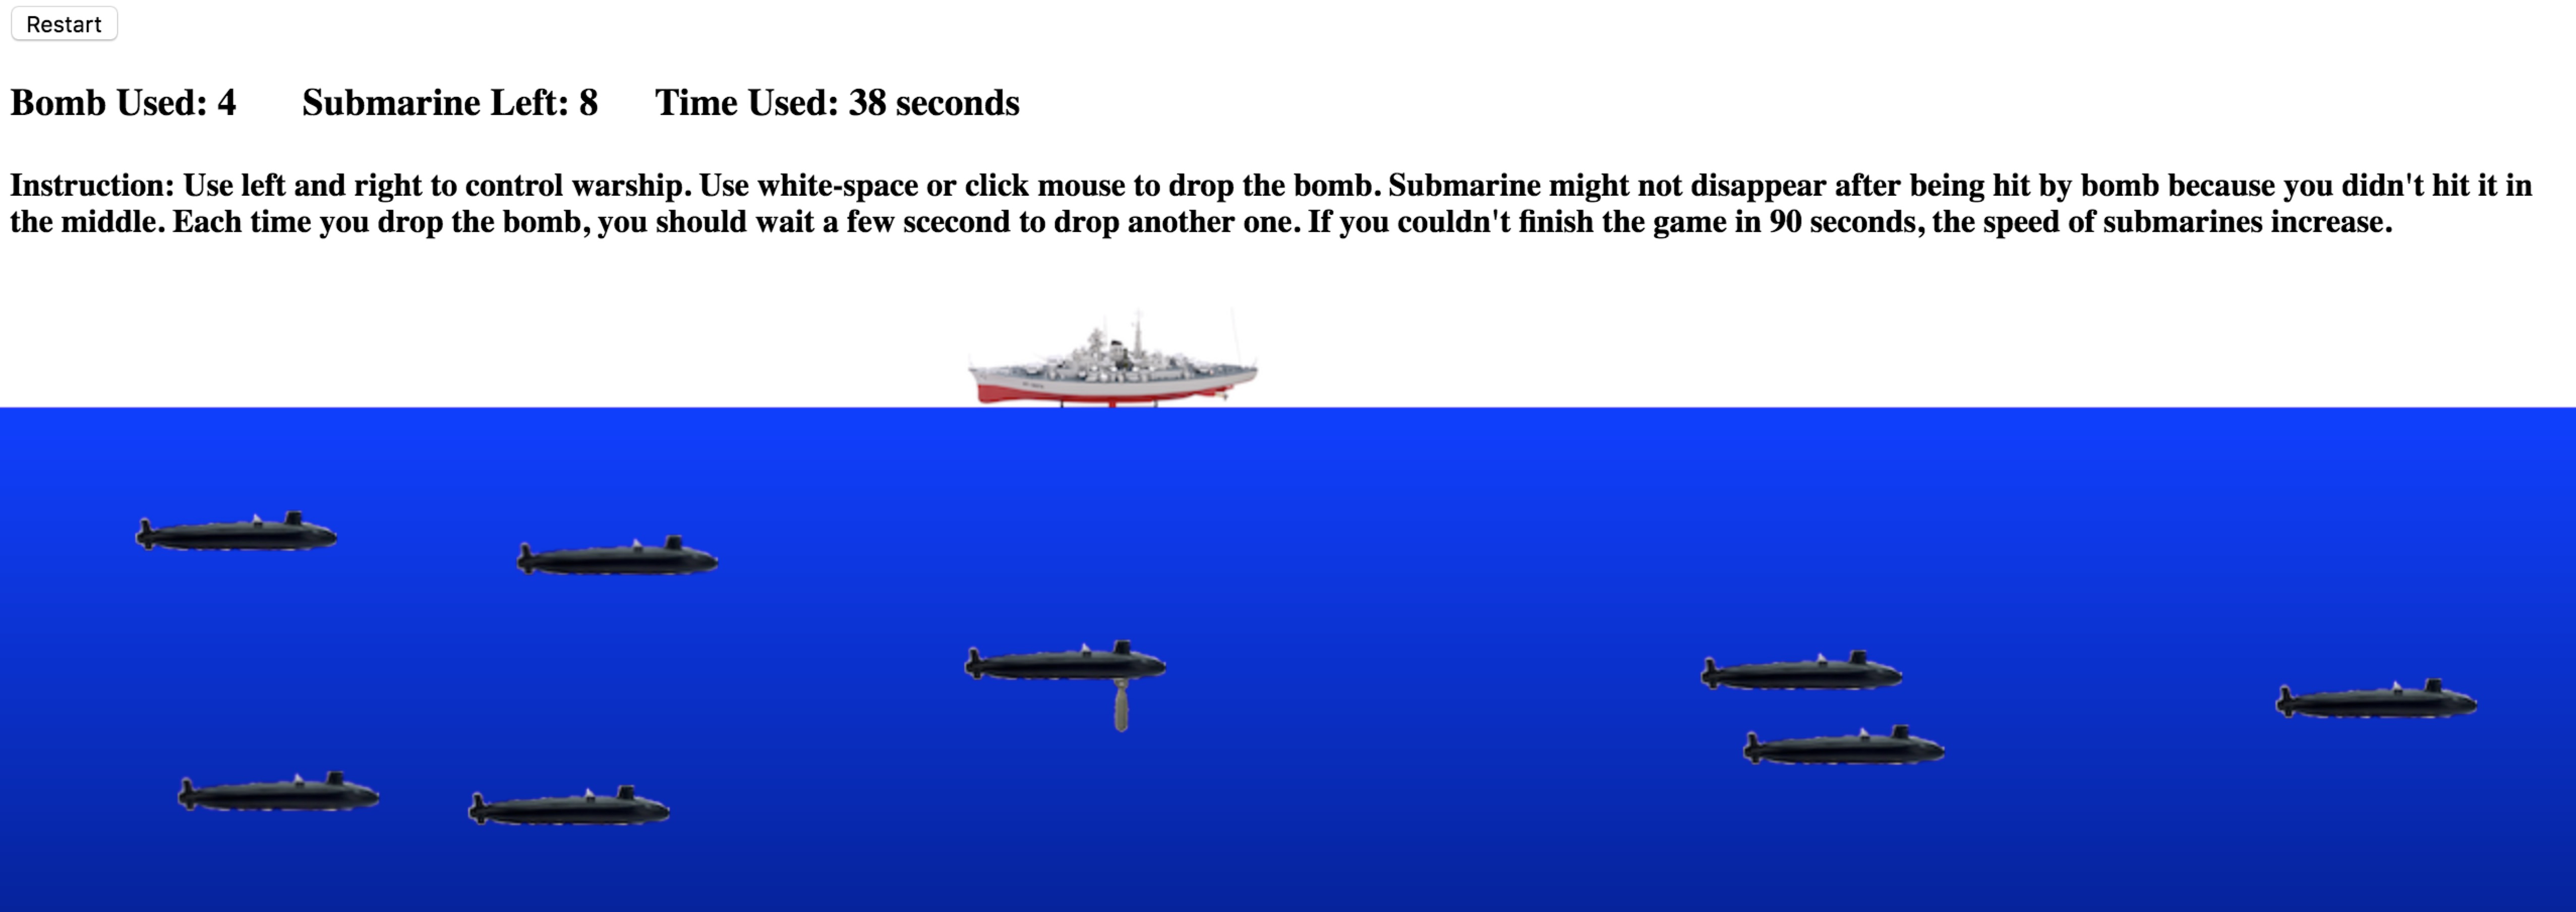 Restart
Bomb Used: 4 Submarine Left: 8 Time Used: 38 seconds
Instruction: Use left and right to control warship. Use white-space or click mouse to drop the bomb. Submarine might not disappear after being hit by bomb because you didn't hit it in
the middle. Each time you drop the bomb, you should wait a few scecond to drop another one. If you couldn't finish the game in 90 seconds, the speed of submarines increase.